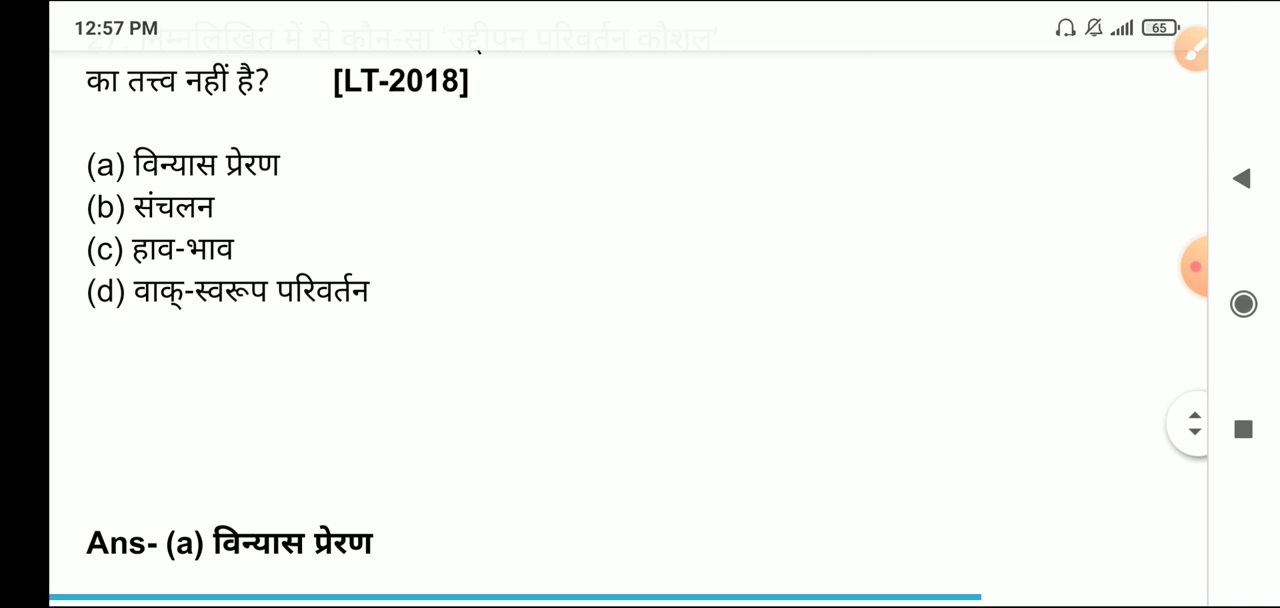 12:57 PM
65
27. निम्नलिखित में से कौन-सा 'उद्दीपन परिवर्तन कौशल'
का तत्त्व नहीं है? [LT-2018]
(a) विन्यास प्रेरण
(b) संचलन
(c) हाव-भाव
(d) वाक्-स्वरूप परिवर्तन
Ans- (a) विन्यास प्रेरण